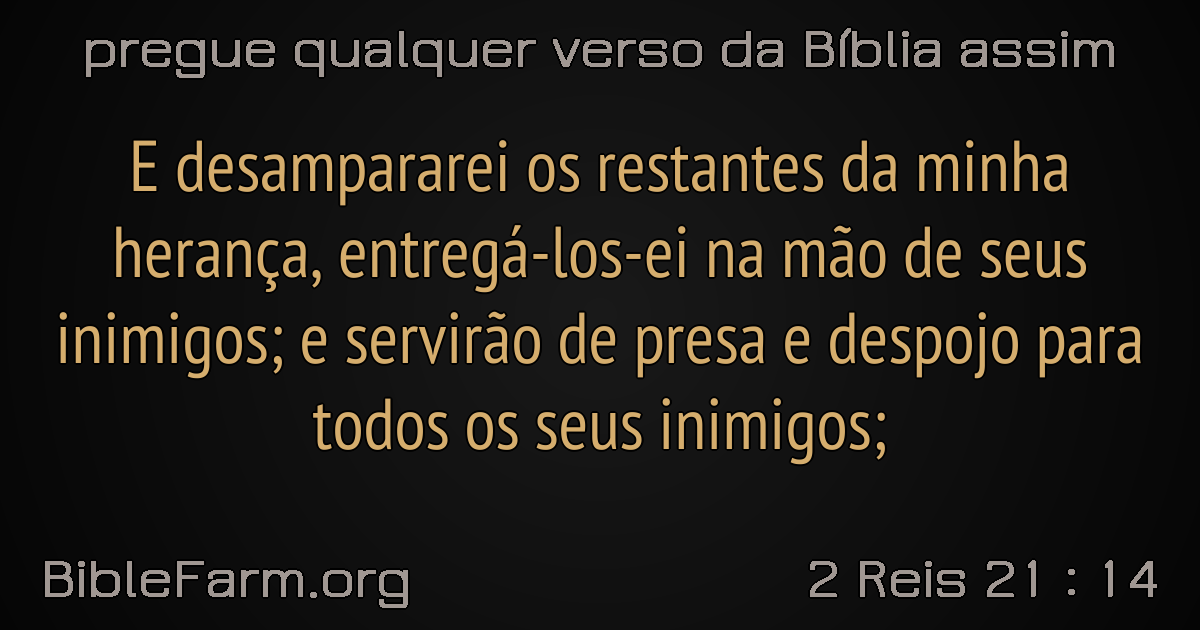 pregue qualquer verso da Bíblia assim
E desampararei os restantes da minha
herança, entregá-los-ei na mão de seus
inimigos; e servirão de presa e despojo para
todos os seus inimigos;
BibleFarm.org
2 Reis 21 : 14